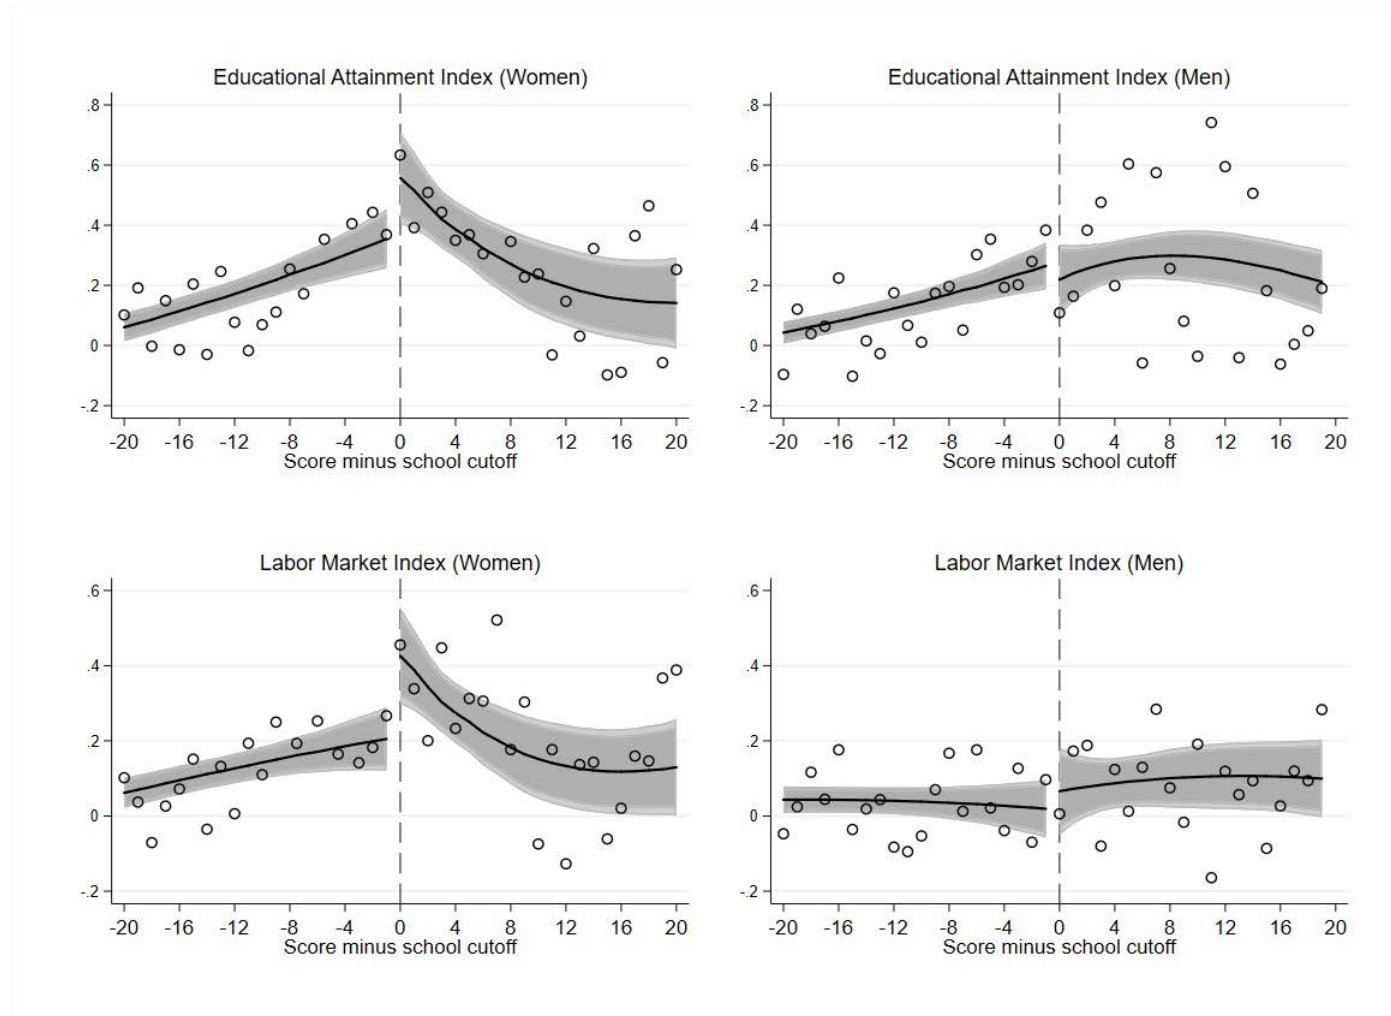 Educational Attainment Index (Women)
.8
.6
.4
.2
0
-.2
-20 -16 -12 -8 -4 0 4 8 12 16 20
Score minus school cutoff
Educational Attainment Index (Men)
.8
.6
.4
.2
0
-.2
-20 -16 -12 -8 -4 0 4 8 12 16 20
Score minus school cutoff
Labor Market Index (Women)
.6
.4
.2
0
-.2
-20 -16 -12 -8 -4 0 4 8 12 16 20
Score minus school cutoff
Labor Market Index (Men)
.6
.4
.2
0
-.2
-20 -16 -12 -8 -4 0 4 8 12 16 20
Score minus school cutoff